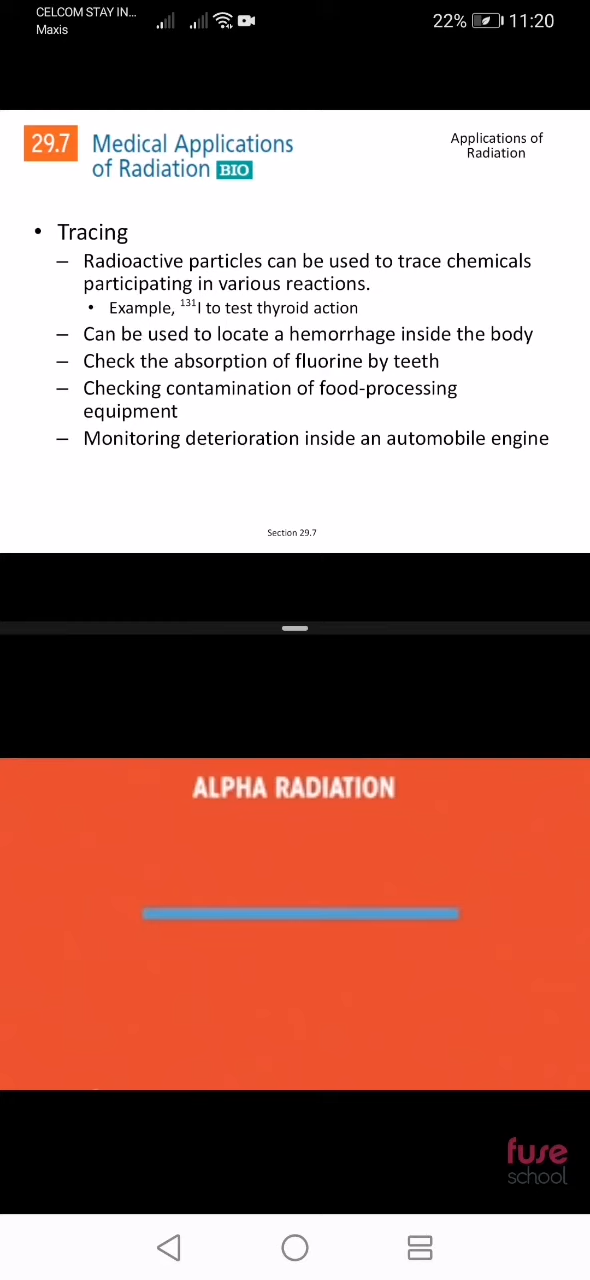 CELCOM STAY IN...
Maxis
22% 11:20
29.7 Medical Applications
of Radiation BIO
Applications of
Radiation
• Tracing
– Radioactive particles can be used to trace chemicals
participating in various reactions.
• Example, ¹³¹I to test thyroid action
– Can be used to locate a hemorrhage inside the body
– Check the absorption of fluorine by teeth
– Checking contamination of food-processing
equipment
– Monitoring deterioration inside an automobile engine
Section 29.7
ALPHA RADIATION
fuse
school